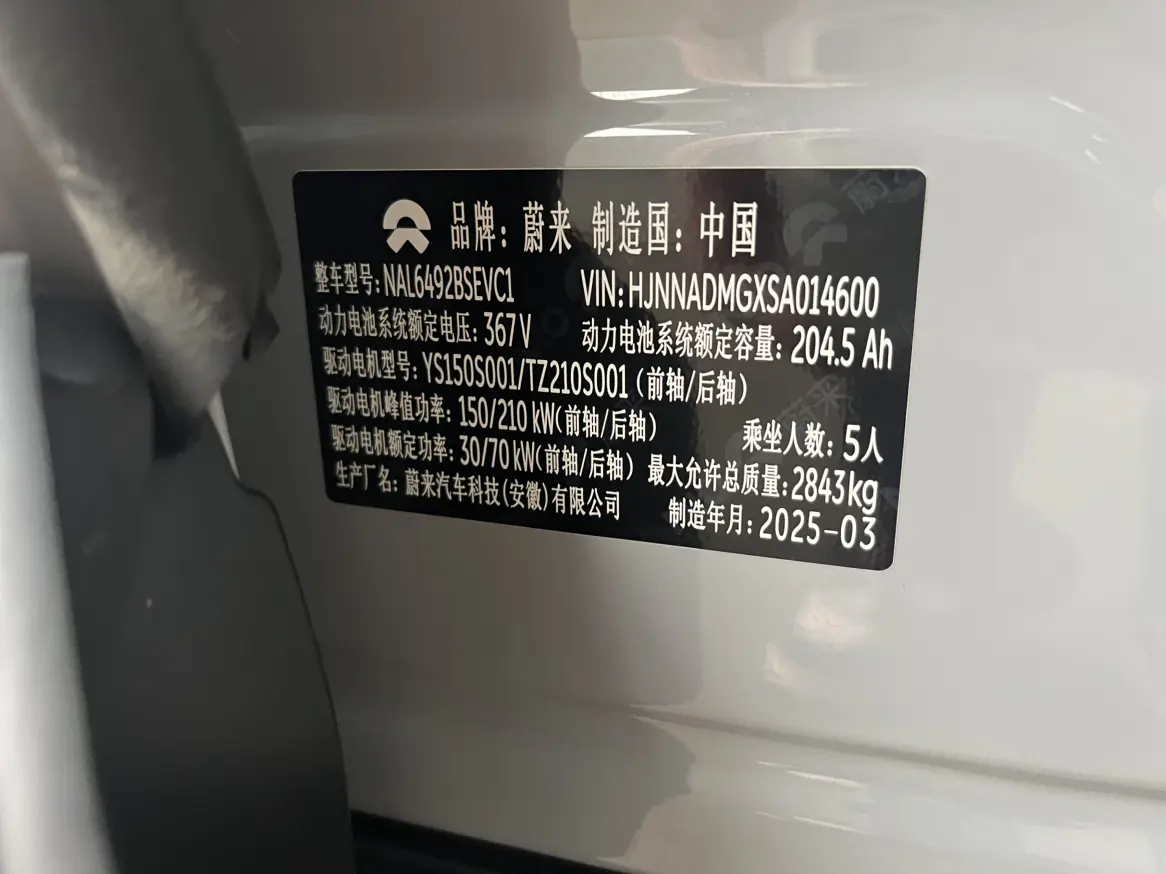 品牌：蔚来 制造国：中国
整车型号：NAL6492BSEVC1 VIN：HJNNADMGXSA014600
动力电池系统额定电压：367V 动力电池系统额定容量：204.5 Ah
驱动电机型号：YS150S001/TZ210S001（前轴/后轴）
驱动电机峰值功率：150/210 kW（前轴/后轴） 乘坐人数：5人
驱动电机额定功率：30/70 kW（前轴/后轴） 最大允许总质量：2843kg
生产厂名：蔚来汽车科技（安徽）有限公司 制造年月：2025-03